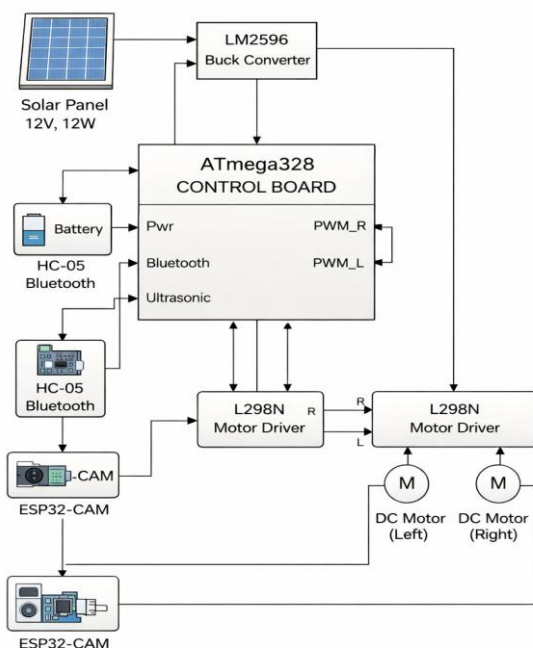 LM2596
Buck Converter
Solar Panel
12V, 12W
ATmega328
CONTROL BOARD
Battery
Pwr
PWM_R
HC-05
Bluetooth
Bluetooth
PWM_L
Ultrasonic
HC-05
Bluetooth
L298N
R
Motor Driver
R
L
L298N
Motor Driver
-CAM
ESP32-CAM
M
M
DC Motor
(Left)
DC Motor
(Right)
ESP32-CAM